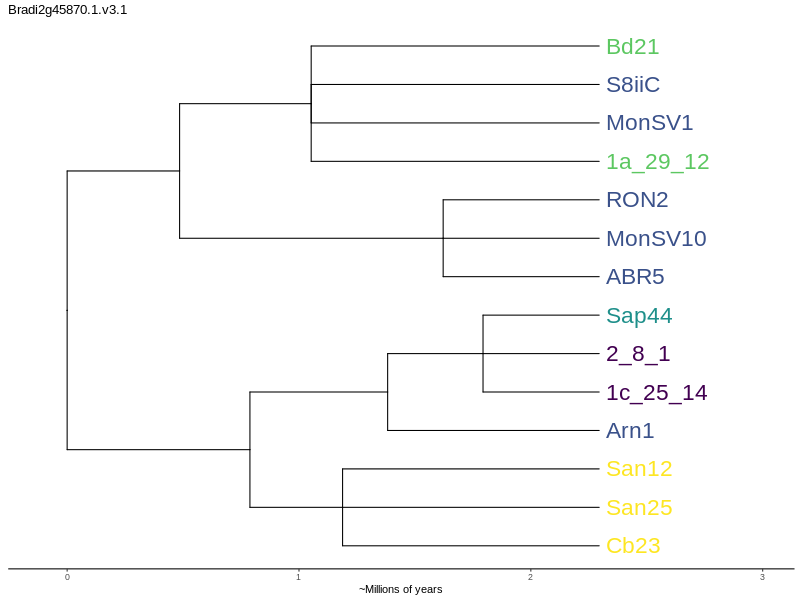 Bradi2g45870.1.v3.1
Bd21
S8iiC
MonSV1
1a_29_12
RON2
MonSV10
ABR5
Sap44
2_8_1
1c_25_14
Arn1
San12
San25
Cb23
0 1 2 3
~Millions of years